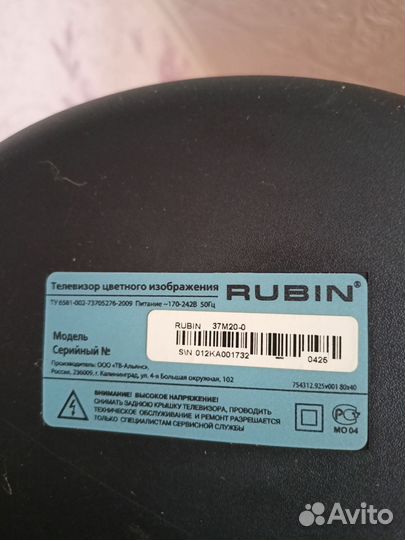 Телевизор цветного изображения RUBIN®
ТУ 6581-002-73705276-2009 Питание ~170-242В 50Гц
RUBIN 37M20-0
Модель
Серийный №
S\N 012KA001732 0425
Производитель: ООО «ТВ-Альянс»,
Россия, 236009, г. Калининград, ул. 4-я Большая окружная, 102
754312.925v001 80x40
ВНИМАНИЕ! ВЫСОКОЕ НАПРЯЖЕНИЕ!
СНИМАТЬ ЗАДНЮЮ КРЫШКУ ТЕЛЕВИЗОРА, ПРОВОДИТЬ
ТЕХНИЧЕСКОЕ ОБСЛУЖИВАНИЕ И РЕМОНТ РАЗРЕШАЕТСЯ
ТОЛЬКО СПЕЦИАЛИСТАМ СЕРВИСНОЙ СЛУЖБЫ
МО 04
Avito